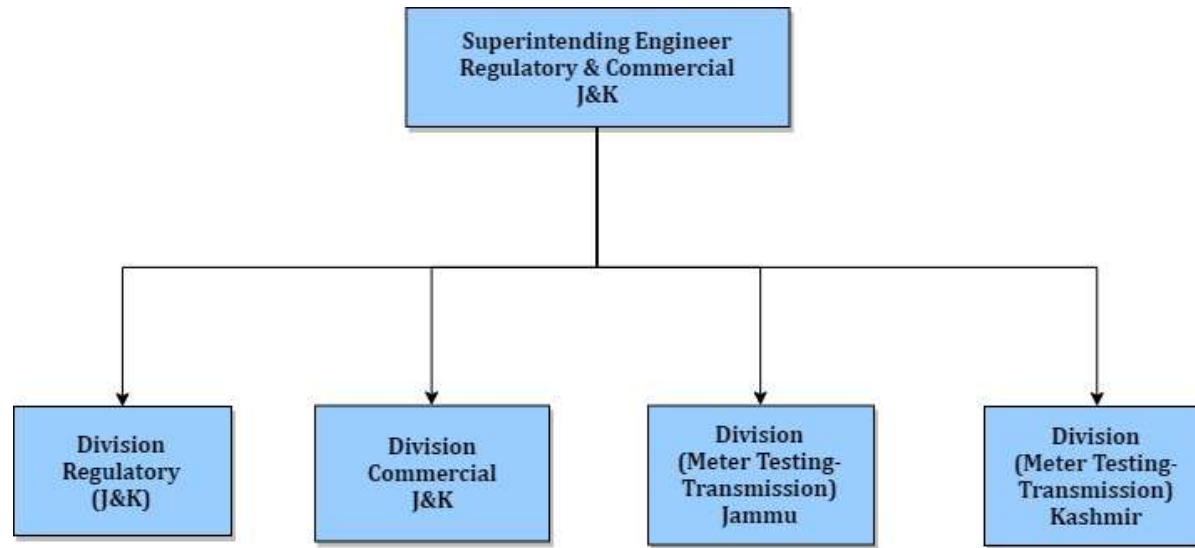 Superintending Engineer
Regulatory & Commercial
J&K
Division
Regulatory
(J&K)
Division
Commercial
J&K
Division
(Meter Testing-
Transmission)
Jammu
Division
(Meter Testing-
Transmission)
Kashmir